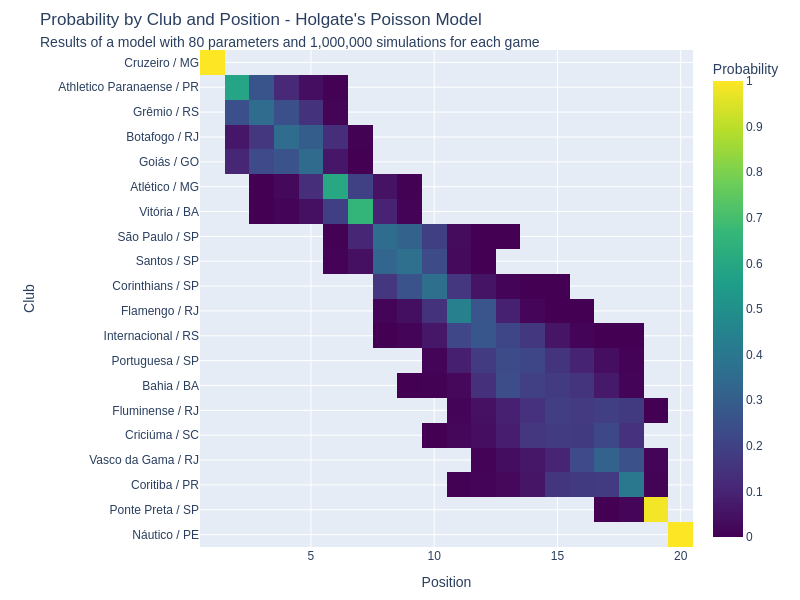 Probability by Club and Position - Holgate's Poisson Model
Results of a model with 80 parameters and 1,000,000 simulations for each game
Probability
Club
Cruzeiro / MG
Athletico Paranaense / PR
Grêmio / RS
Botafogo / RJ
Goiás / GO
Atlético / MG
Vitória / BA
São Paulo / SP
Santos / SP
Corinthians / SP
Flamengo / RJ
Internacional / RS
Portuguesa / SP
Bahia / BA
Fluminense / RJ
Criciúma / SC
Vasco da Gama / RJ
Coritiba / PR
Ponte Preta / SP
Náutico / PE
1
0.9
0.8
0.7
0.6
0.5
0.4
0.3
0.2
0.1
0
5 10 15 20
Position